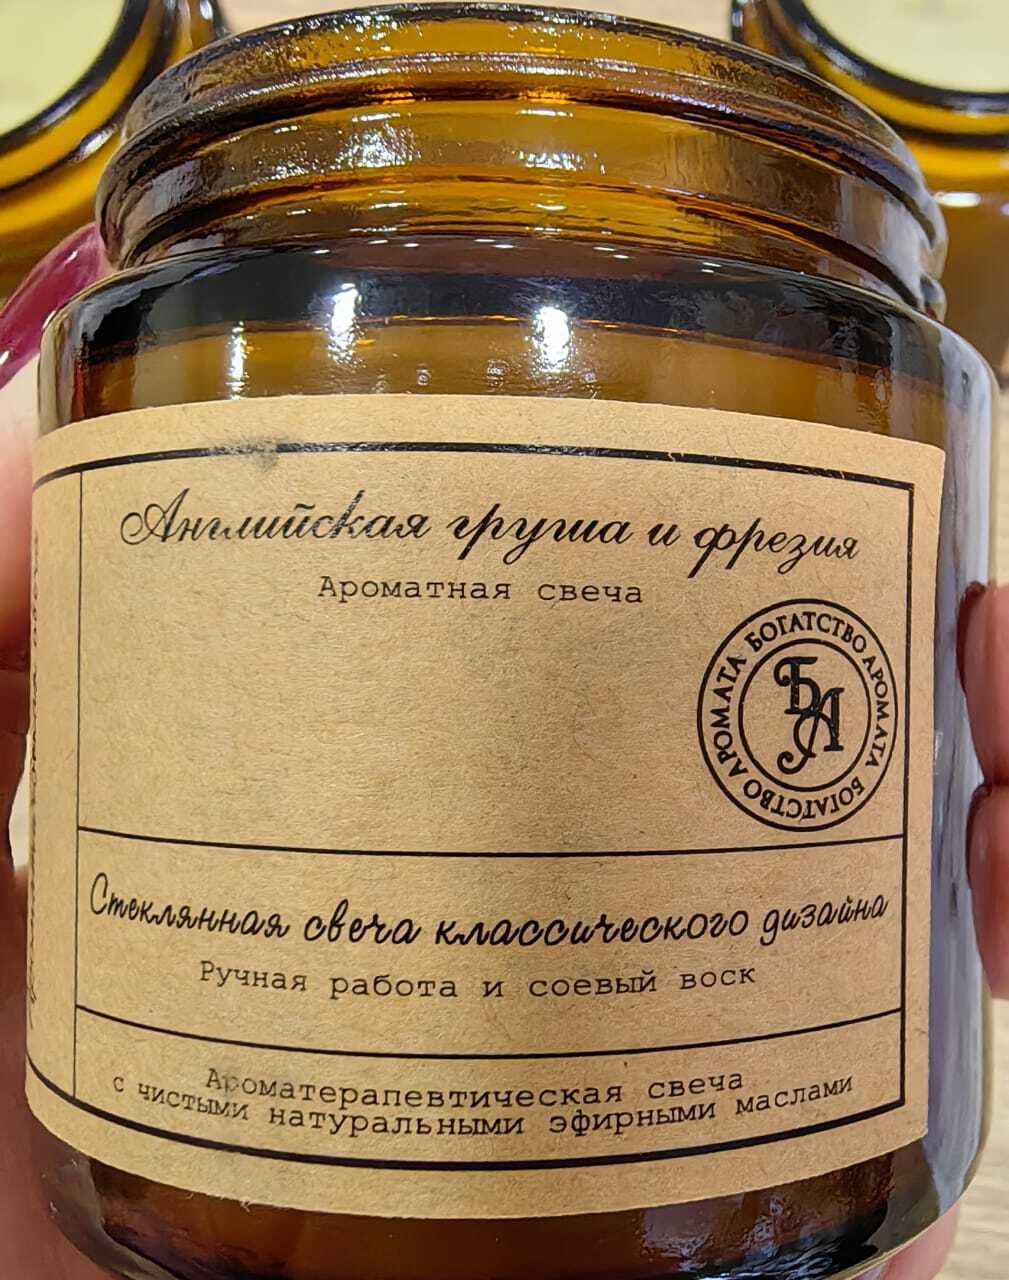 Английская груша и фрезия
Ароматная свеча
БОГАТСТВО АРОМАТА БОГАТСТВО АРОМАТА
БА
Стеклянная свеча классического дизайна
Ручная работа и соевый воск
Ароматерапевтическая свеча
с чистыми натуральными эфирными маслами